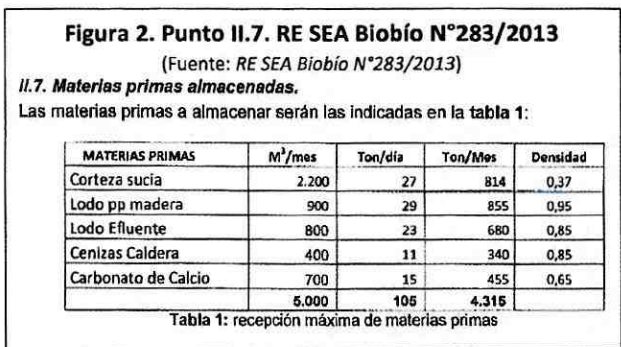 Figura 2. Punto II.7. RE SEA Biobío N°283/2013
(Fuente: RE SEA Biobío N°283/2013)
II.7. Materias primas almacenadas.
Las materias primas a almacenar serán las indicadas en la tabla 1:
MATERIAS PRIMAS M³/mes Ton/día Ton/Mes Densidad
Corteza sucia 2.200 27 814 0,37
Lodo pp madera 900 29 855 0,95
Lodo Efluente 800 23 680 0,85
Cenizas Caldera 400 11 340 0,85
Carbonato de Calcio 700 15 455 0,65
5.000 105 4.315
Tabla 1: recepción máxima de materias primas